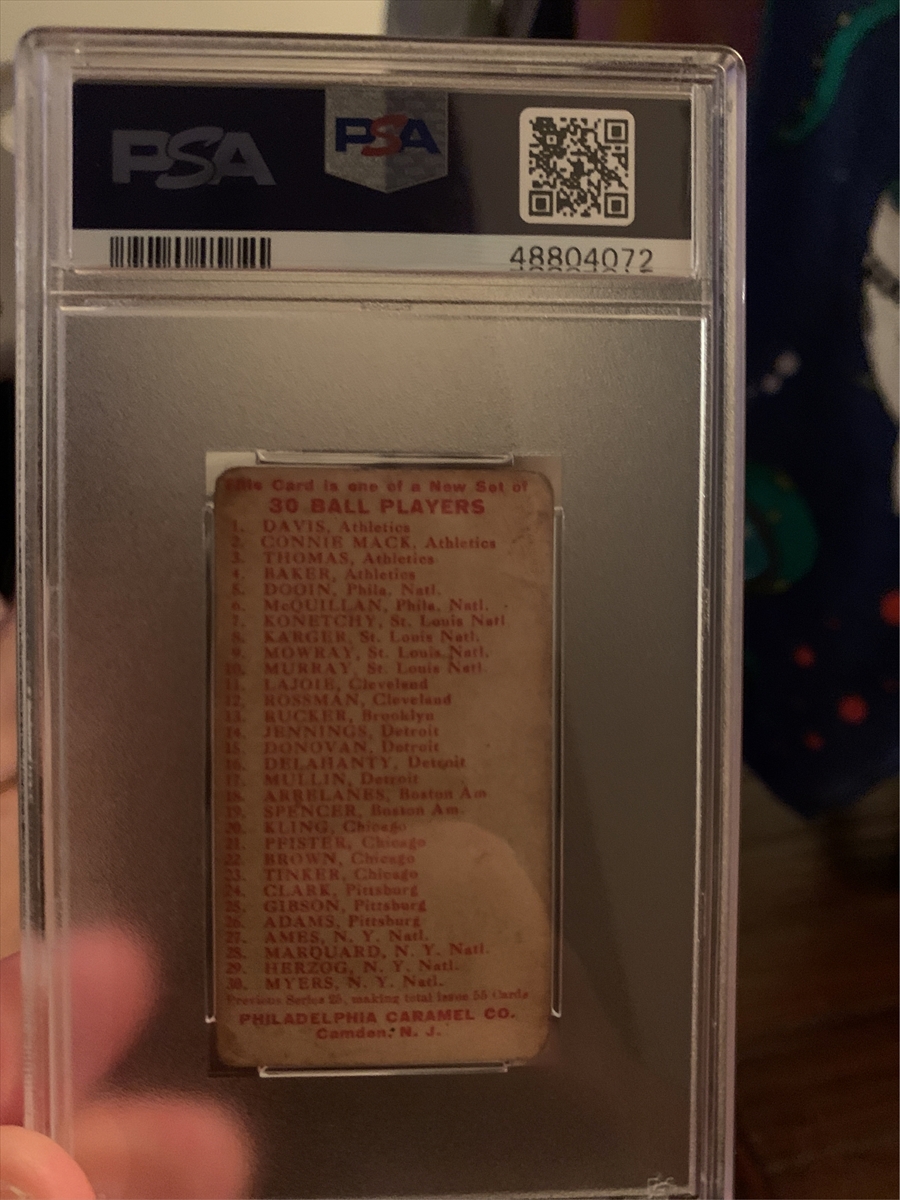 PSA
PSA
48804072
Card is one of a New Set of
30 BALL PLAYERS
1. DAVIS, Athletics
2. CONNIE MACK, Athletics
3. THOMAS, Athletics
4. BAKER, Athletics
5. DOOIN, Phila. Natl.
6. McQUILLAN, Phila. Natl.
7. KONETCHY, St. Louis Natl
8. KARGER, St. Louis Natl.
9. MOWRAY, St. Louis Natl.
10. MURRAY, St. Louis Natl.
11. LAJOIE, Cleveland
12. ROSSMAN, Cleveland
13. RUCKER, Brooklyn
14. JENNINGS, Detroit
15. DONOVAN, Detroit
16. DELAHANTY, Detroit
17. MULLIN, Detroit
18. ARRELANES, Boston Am
19. SPENCER, Boston Am.
20. KLING, Chicago
21. PFISTER, Chicago
22. BROWN, Chicago
23. TINKER, Chicago
24. CLARK, Pittsburg
25. GIBSON, Pittsburg
26. ADAMS, Pittsburg
27. AMES, N. Y. Natl.
28. MARQUARD, N. Y. Natl.
29. HERZOG, N. Y. Natl.
30. MYERS, N. Y. Natl.
Previous Series 25, making total issue 55 Cards
PHILADELPHIA CARAMEL CO.
Camden, N. J.